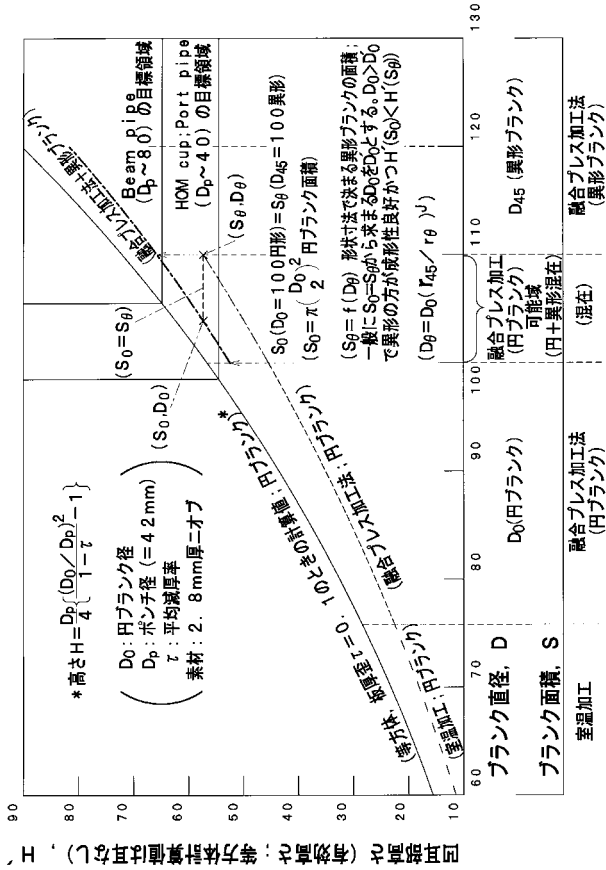 凹耳部高さ (有効高さ；等方体計算値は耳なし)，H´
90
80
70
60
50
40
30
20
10
*高さH=Dp/4{(D0/Dp)²/1-τ -1}
D0：円ブランク径
Dp：ポンチ径 (=42mm)
τ：平均減厚率
素材：2．8mm厚ニオブ
(S0=Sθ)
(S0,D0)
(Sθ,Dθ)
(融合プレス加工法＋異形ブランク)
Beam pipe
(Dp~80) の目標領域
HOM cup；Port pipe
(Dp~40) の目標領域
S0(D0=100円形)=Sθ(D45=100異形)
(S0=π(D0/2)² 円ブランク面積)
(Sθ=f(Dθ) 形状寸法で決まる異形ブランクの面積；
一般にS0=Sθから求まるD0をD´0とする。D0>D´0
で異形の方が成形性良好かつH´(S0)<H´(Sθ)
(Dθ=D0(r45/rθ)^J)
(等方体，板厚歪τ=0．1のときの計算値；円ブランク)*
(融合プレス加工法；円ブランク)
(室温加工；円ブランク)
60
70
80
90
100
110
120
130
ブランク直径，D
D0(円ブランク)
融合プレス加工
(円ブランク)
可能域
(円＋異形混在)
D45 (異形ブランク)
ブランク面積，S
室温加工
融合プレス加工法
(円ブランク)
(混在)
融合プレス加工法
(異形ブランク)